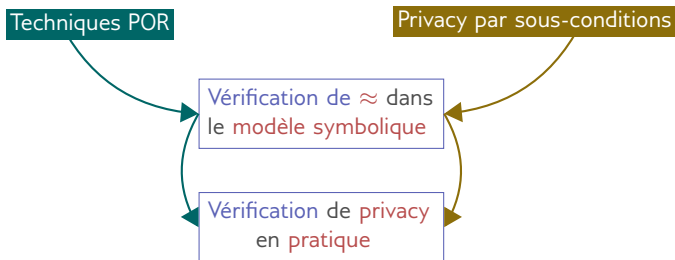 Techniques POR
Privacy par sous-conditions
Vérification de ≈ dans
le modèle symbolique
Vérification de privacy
en pratique